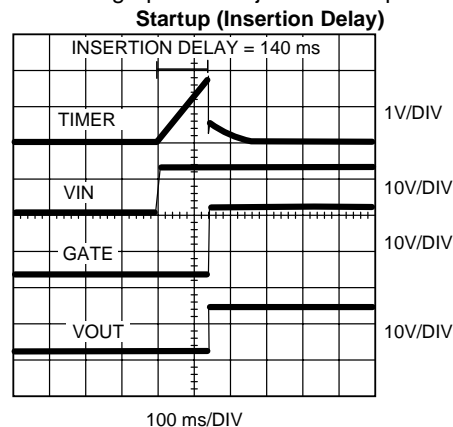 Startup (Insertion Delay)
INSERTION DELAY = 140 ms
TIMER
1V/DIV
VIN
10V/DIV
GATE
10V/DIV
VOUT
10V/DIV
100 ms/DIV